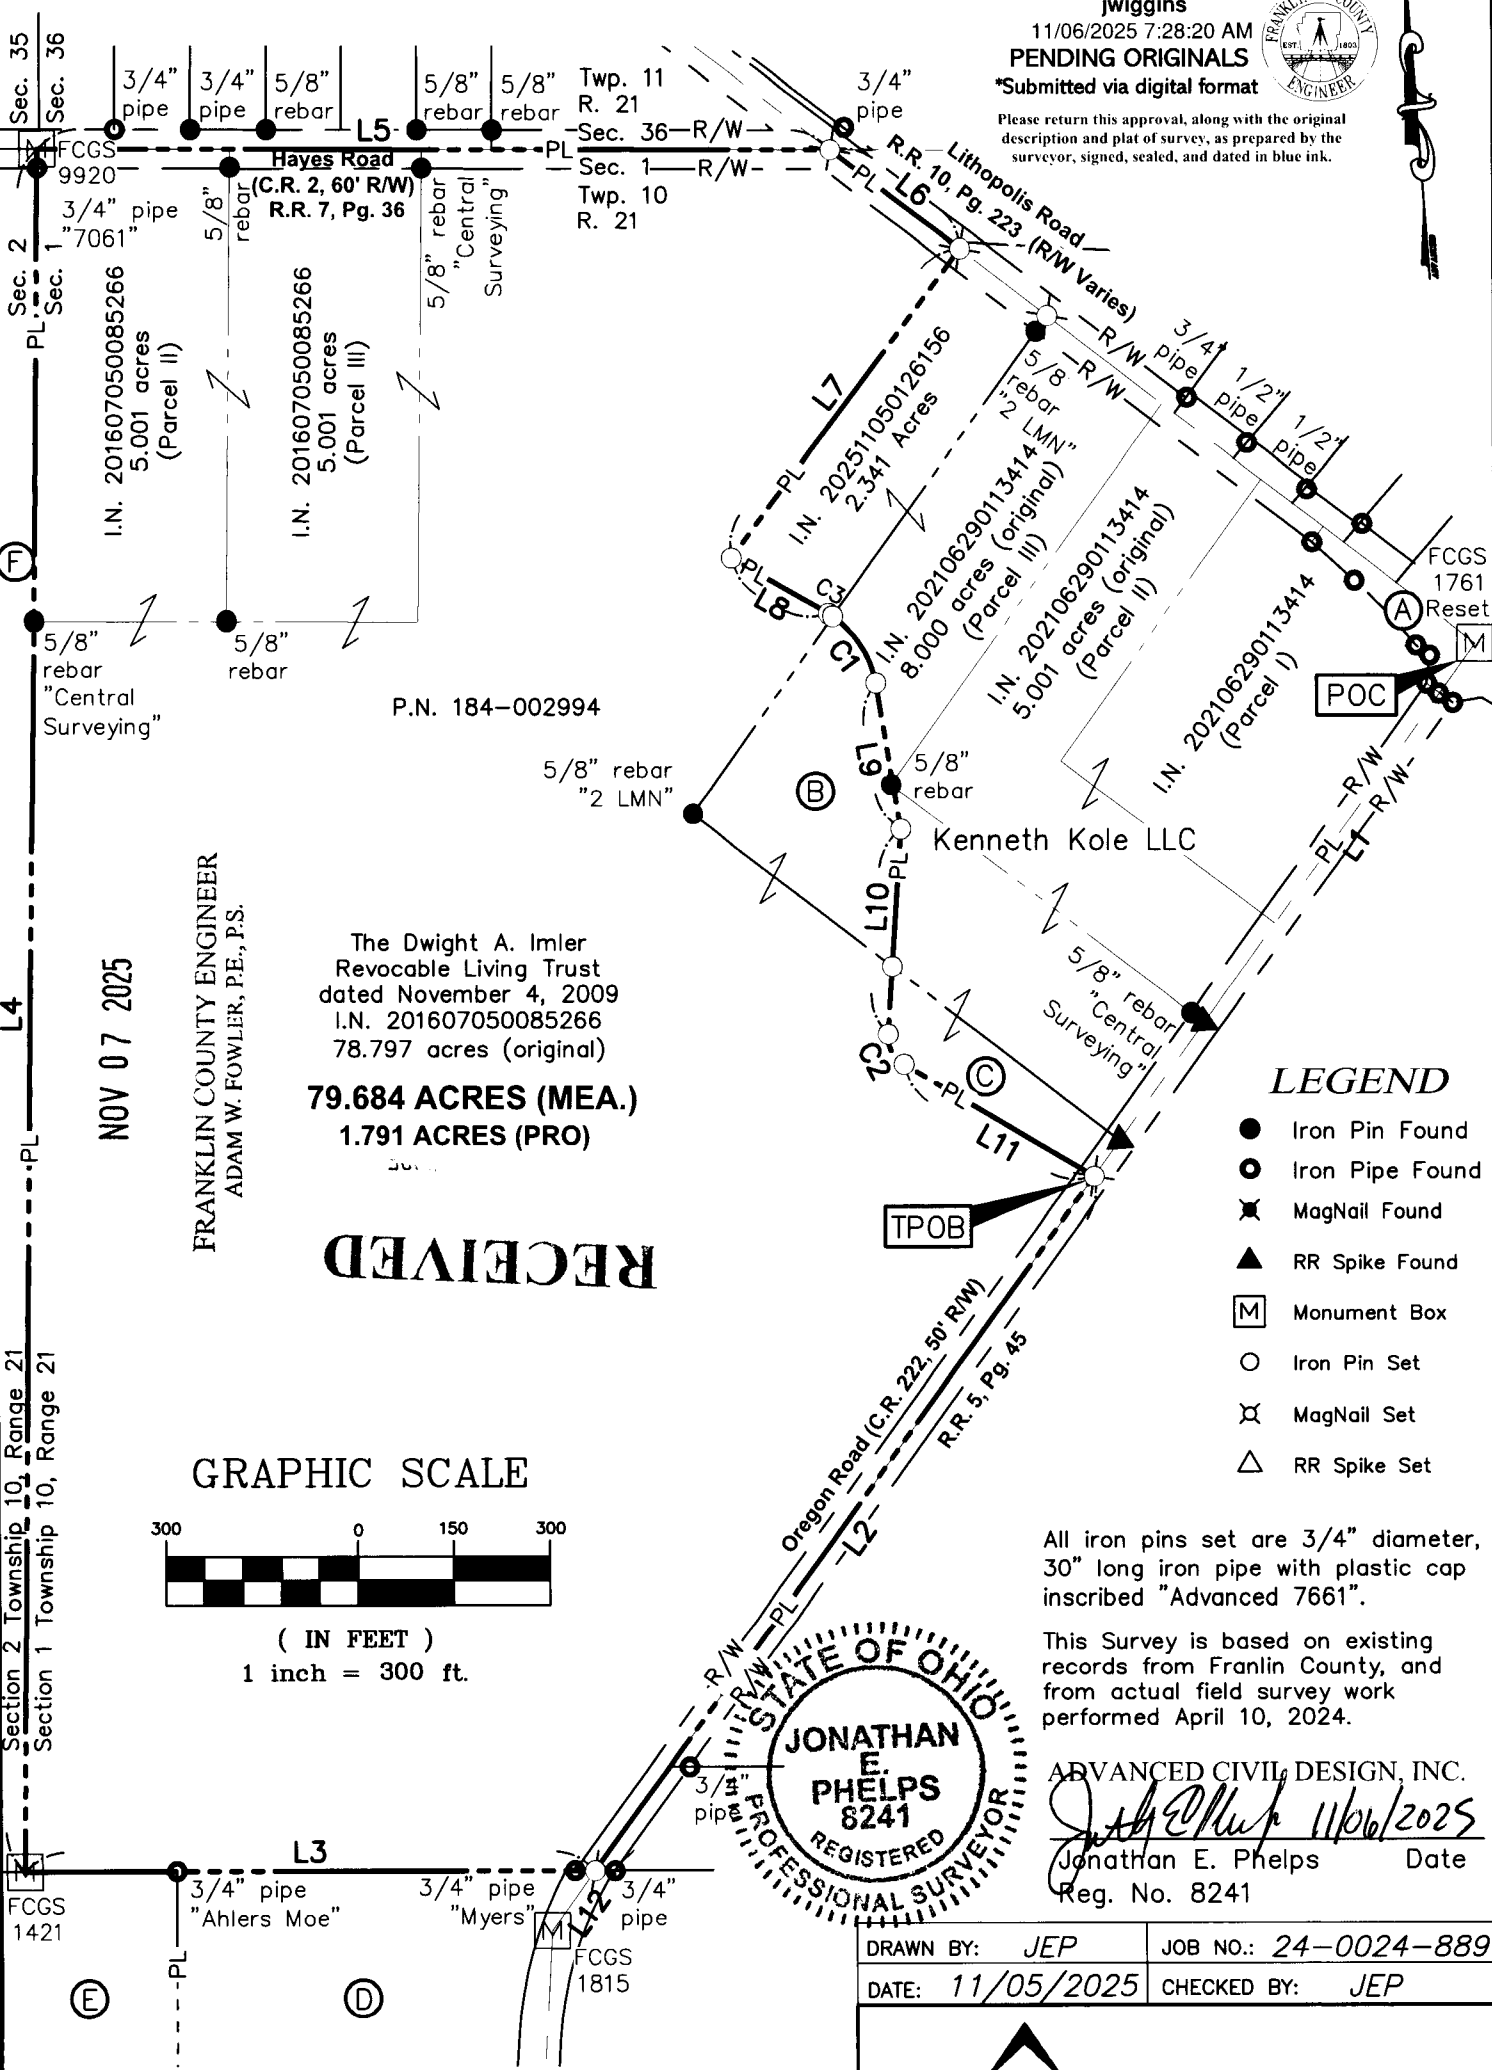 jwiggins
11/06/2025 7:28:20 AM
PENDING ORIGINALS
*Submitted via digital format
Please return this approval, along with the original
description and plat of survey, as prepared by the
surveyor, signed, sealed, and dated in blue ink.
FRANKLIN COUNTY
EST. 1803
ENGINEER
Sec. 35
Sec. 36
3/4"
pipe
3/4"
pipe
5/8"
rebar
5/8"
rebar
5/8"
rebar
Twp. 11
R. 21
Sec. 36
R/W
3/4"
pipe
L5
PL
FCGS
9920
Hayes Road
(C.R. 2, 60' R/W)
R.R. 7, Pg. 36
Sec. 1
R/W
Twp. 10
R. 21
3/4" pipe
"7061"
5/8"
rebar
5/8" rebar
"Central
Surveying"
Sec. 2
Sec. 1
PL
PL
L6
Lithopolis Road
R.R. 10, Pg. 223 (R/W Varies)
R/W
R/W
I.N. 201607050085266
5.001 acres
(Parcel II)
I.N. 201607050085266
5.001 acres
(Parcel III)
L7
PL
I.N. 202511050126156
2.341 Acres
5/8"
rebar
"2 LMN"
3/4"
pipe
1/2"
pipe
1/2"
pipe
I.N. 202106290113414
8.000 acres (original)
(Parcel III)
I.N. 202106290113414
5.001 acres (original)
(Parcel II)
I.N. 202106290113414
(Parcel I)
FCGS
1761
Reset
A
M
POC
F
PL
L8
C3
C1
5/8"
rebar
"Central
Surveying"
5/8"
rebar
P.N. 184-002994
5/8" rebar
"2 LMN"
B
L9
5/8"
rebar
Kenneth Kole LLC
R/W
R/W
PL
L1
PL
L10
5/8" rebar
"Central
Surveying"
L4
NOV 07 2025
FRANKLIN COUNTY ENGINEER
ADAM W. FOWLER, P.E., P.S.
The Dwight A. Imler
Revocable Living Trust
dated November 4, 2009
I.N. 201607050085266
78.797 acres (original)
79.684 ACRES (MEA.)
1.791 ACRES (PRO)
C2
C
PL
L11
PL
TPOB
RECEIVED
LEGEND
Iron Pin Found
Iron Pipe Found
MagNail Found
RR Spike Found
M
Monument Box
Iron Pin Set
MagNail Set
RR Spike Set
Oregon Road (C.R. 222, 50' R/W)
R.R. 5, Pg. 45
L2
PL
R/W
R/W
Section 2 Township 10, Range 21
Section 1 Township 10, Range 21
GRAPHIC SCALE
300 0 150 300
( IN FEET )
1 inch = 300 ft.
All iron pins set are 3/4" diameter,
30" long iron pipe with plastic cap
inscribed "Advanced 7661".
This Survey is based on existing
records from Franlin County, and
from actual field survey work
performed April 10, 2024.
STATE OF OHIO
JONATHAN
E.
PHELPS
8241
REGISTERED
PROFESSIONAL SURVEYOR
ADVANCED CIVIL DESIGN, INC.
11/06/2025
Jonathan E. Phelps Date
Reg. No. 8241
3/4"
pipe
M
FCGS
1421
L3
3/4" pipe
"Ahlers Moe"
3/4" pipe
"Myers"
3/4"
pipe
L12
M
FCGS
1815
PL
E
D
DRAWN BY: JEP
JOB NO.: 24-0024-889
DATE: 11/05/2025
CHECKED BY: JEP